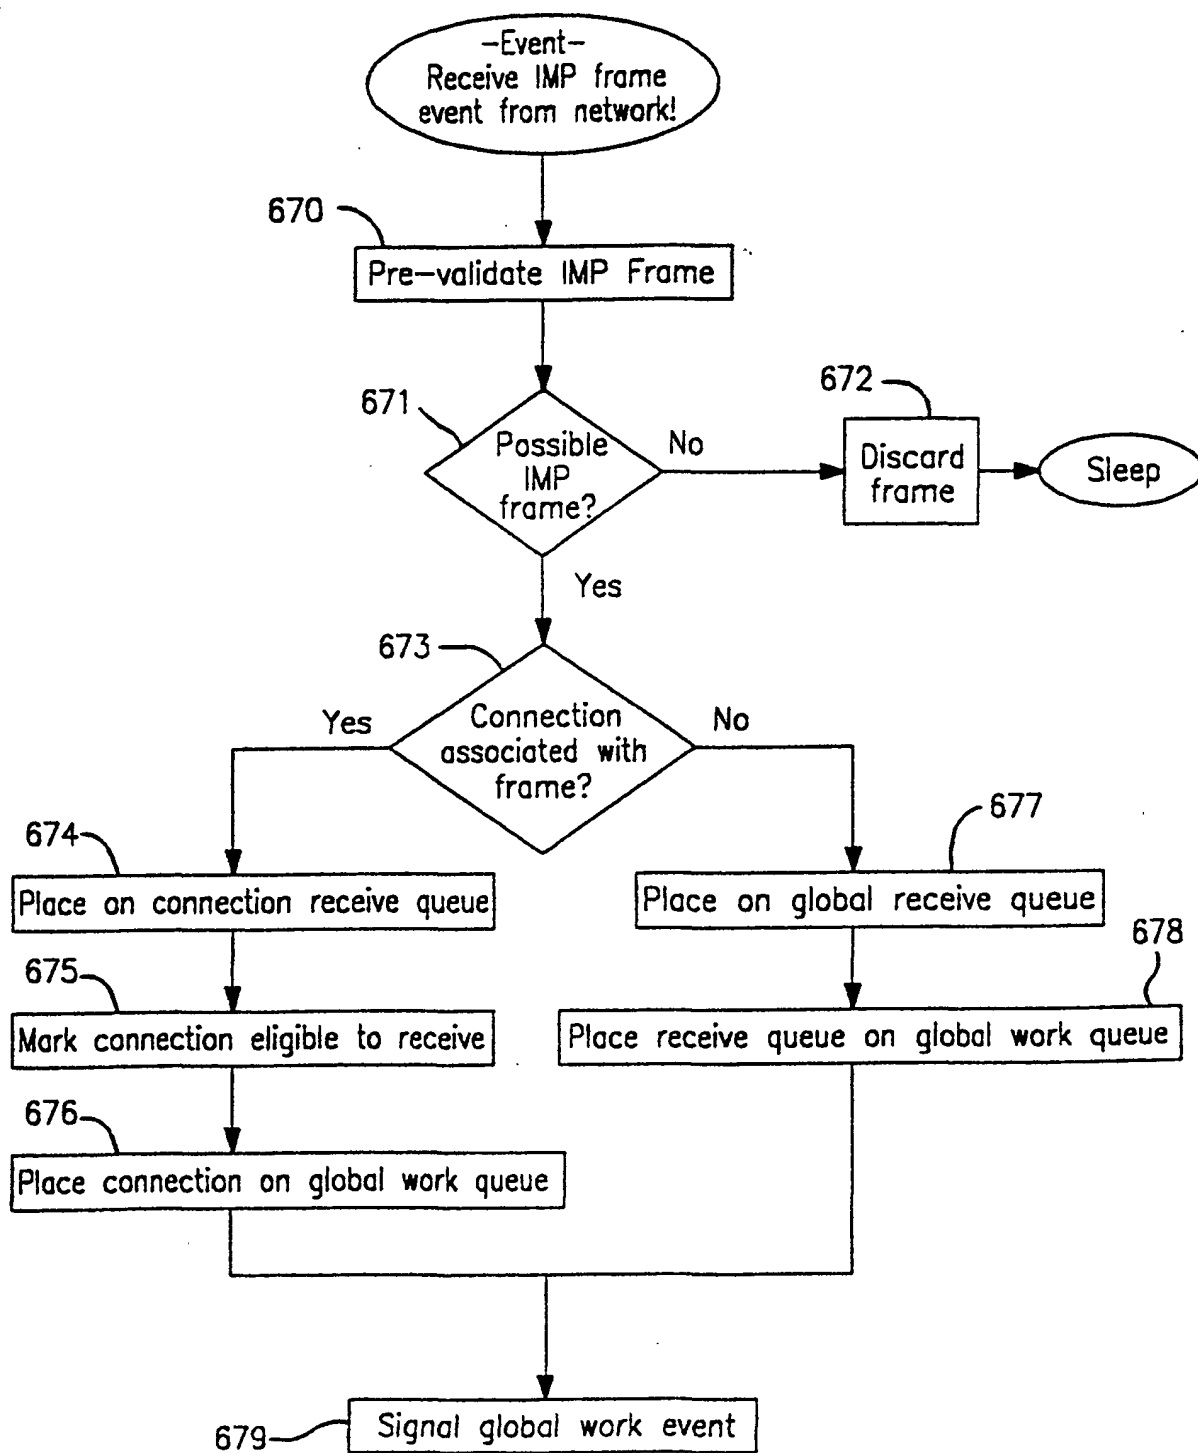 -Event-
Receive IMP frame
event from network!
670
Pre-validate IMP Frame
671
Possible
IMP
frame?
No
672
Discard
frame
Sleep
Yes
673
Connection
associated with
frame?
Yes
No
674
Place on connection receive queue
677
Place on global receive queue
675
Mark connection eligible to receive
678
Place receive queue on global work queue
676
Place connection on global work queue
679
Signal global work event